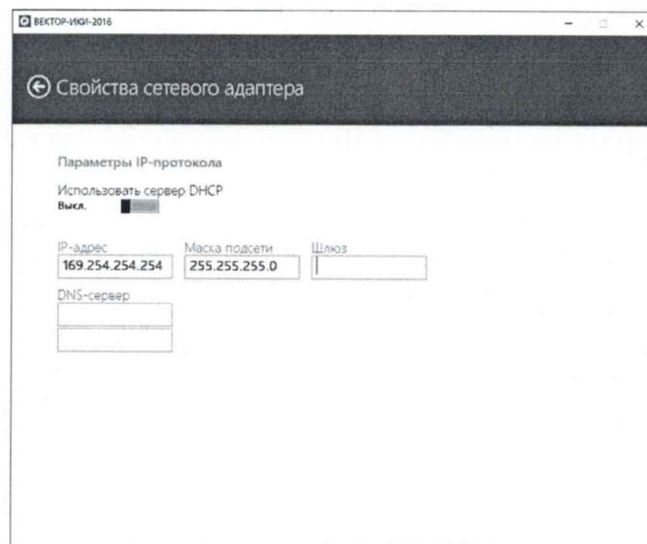 ВЕКТОР-ИКИ-2016
Свойства сетевого адаптера
Параметры IP-протокола
Использовать сервер DHCP
Выкл.
IP-адрес Маска подсети Шлюз
169.254.254.254 255.255.255.0
DNS-сервер